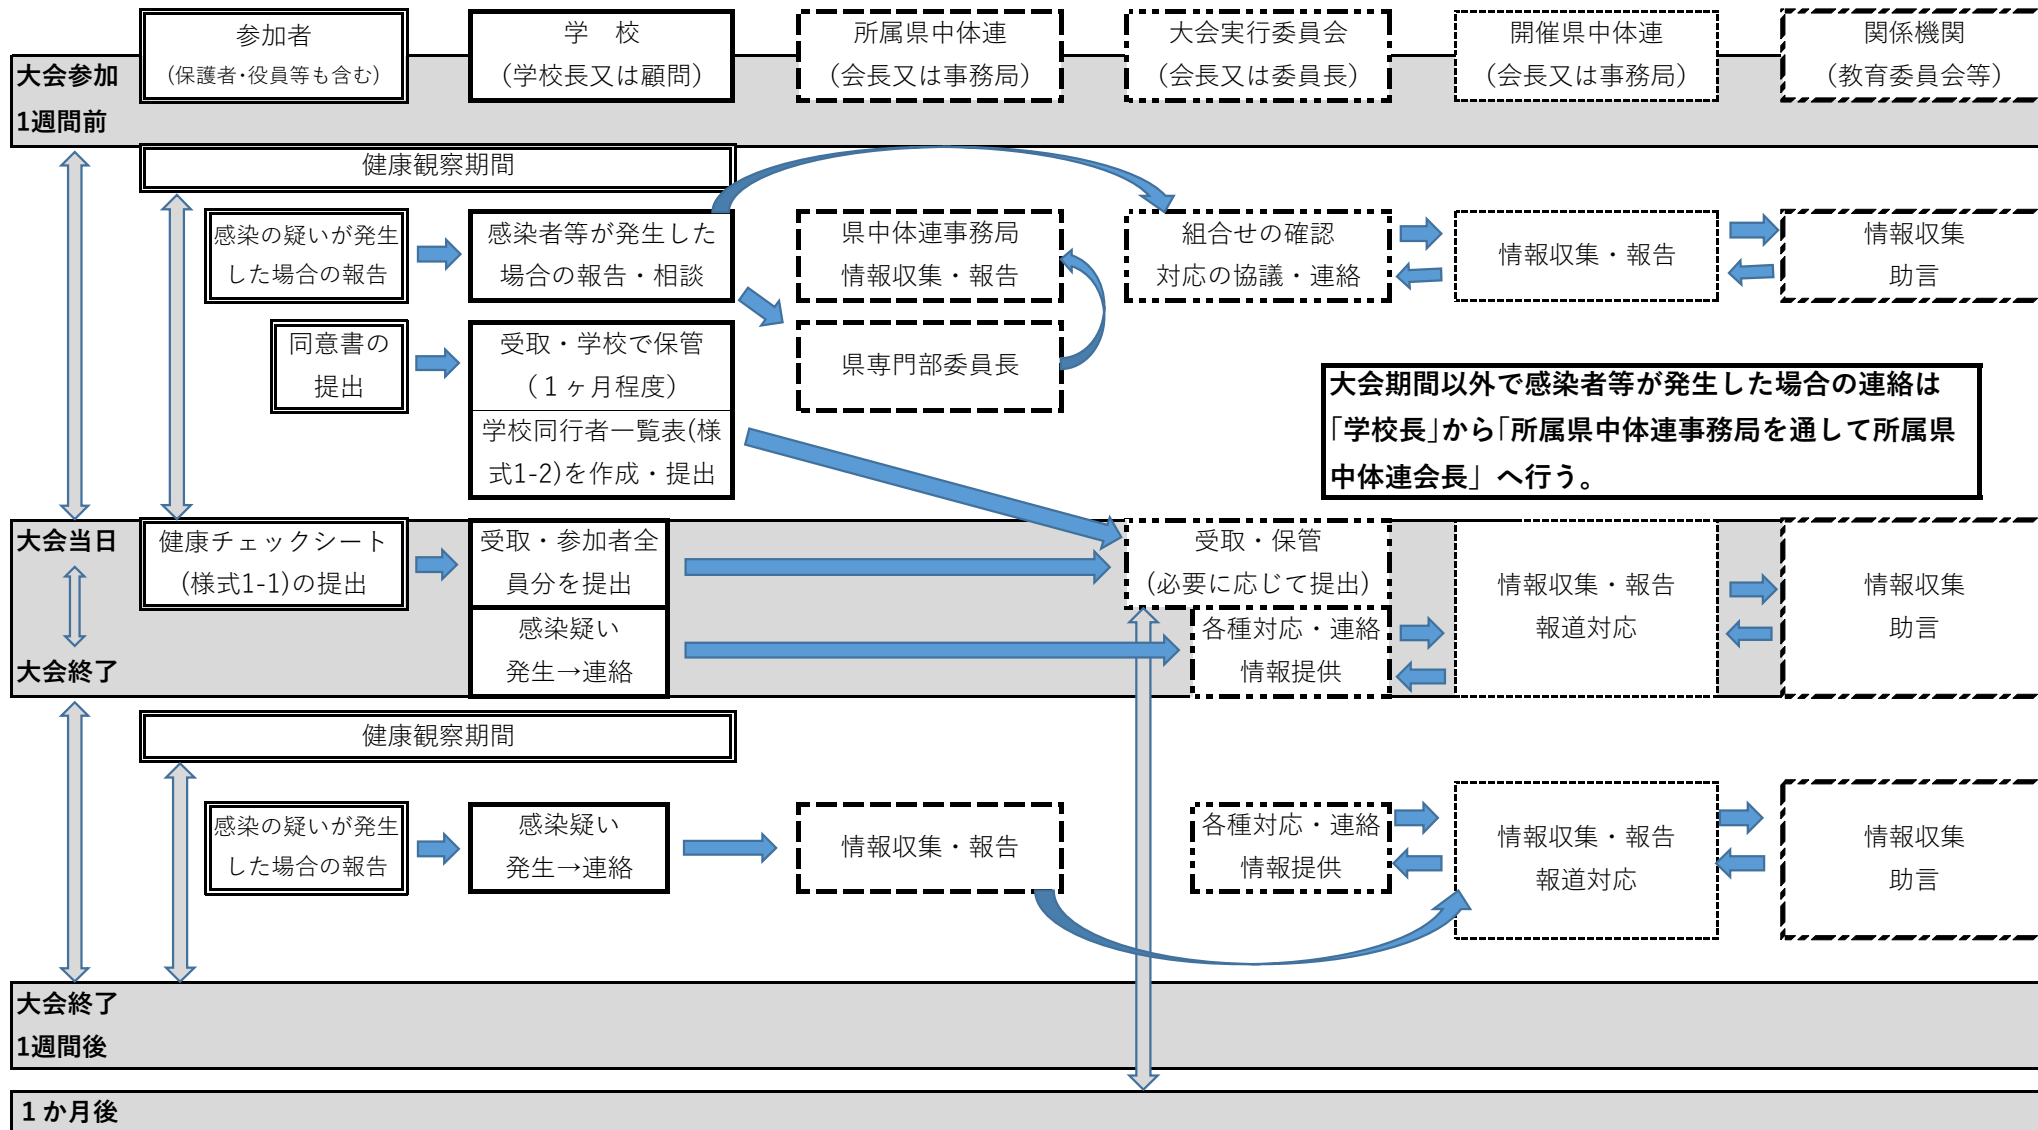 参加者
(保護者･役員等も含む)
学　校
(学校長又は顧問)
所属県中体連
(会長又は事務局)
大会実行委員会
(会長又は委員長)
開催県中体連
(会長又は事務局)
関係機関
(教育委員会等)
大会参加
1週間前
健康観察期間
感染の疑いが発生
した場合の報告
感染者等が発生した
場合の報告・相談
県中体連事務局
情報収集・報告
組合せの確認
対応の協議・連絡
情報収集・報告
情報収集
助言
同意書の
提出
受取・学校で保管
(１ヶ月程度)
県専門部委員長
学校同行者一覧表(様
式1-2)を作成・提出
大会期間以外で感染者等が発生した場合の連絡は
｢学校長｣から｢所属県中体連事務局を通して所属県
中体連会長」へ行う。
大会当日
大会終了
健康チェックシート
(様式1-1)の提出
受取・参加者全
員分を提出
受取・保管
(必要に応じて提出)
情報収集・報告
報道対応
情報収集
助言
感染疑い
発生→連絡
各種対応・連絡
情報提供
健康観察期間
感染の疑いが発生
した場合の報告
感染疑い
発生→連絡
情報収集・報告
各種対応・連絡
情報提供
情報収集・報告
報道対応
情報収集
助言
大会終了
1週間後
１か月後